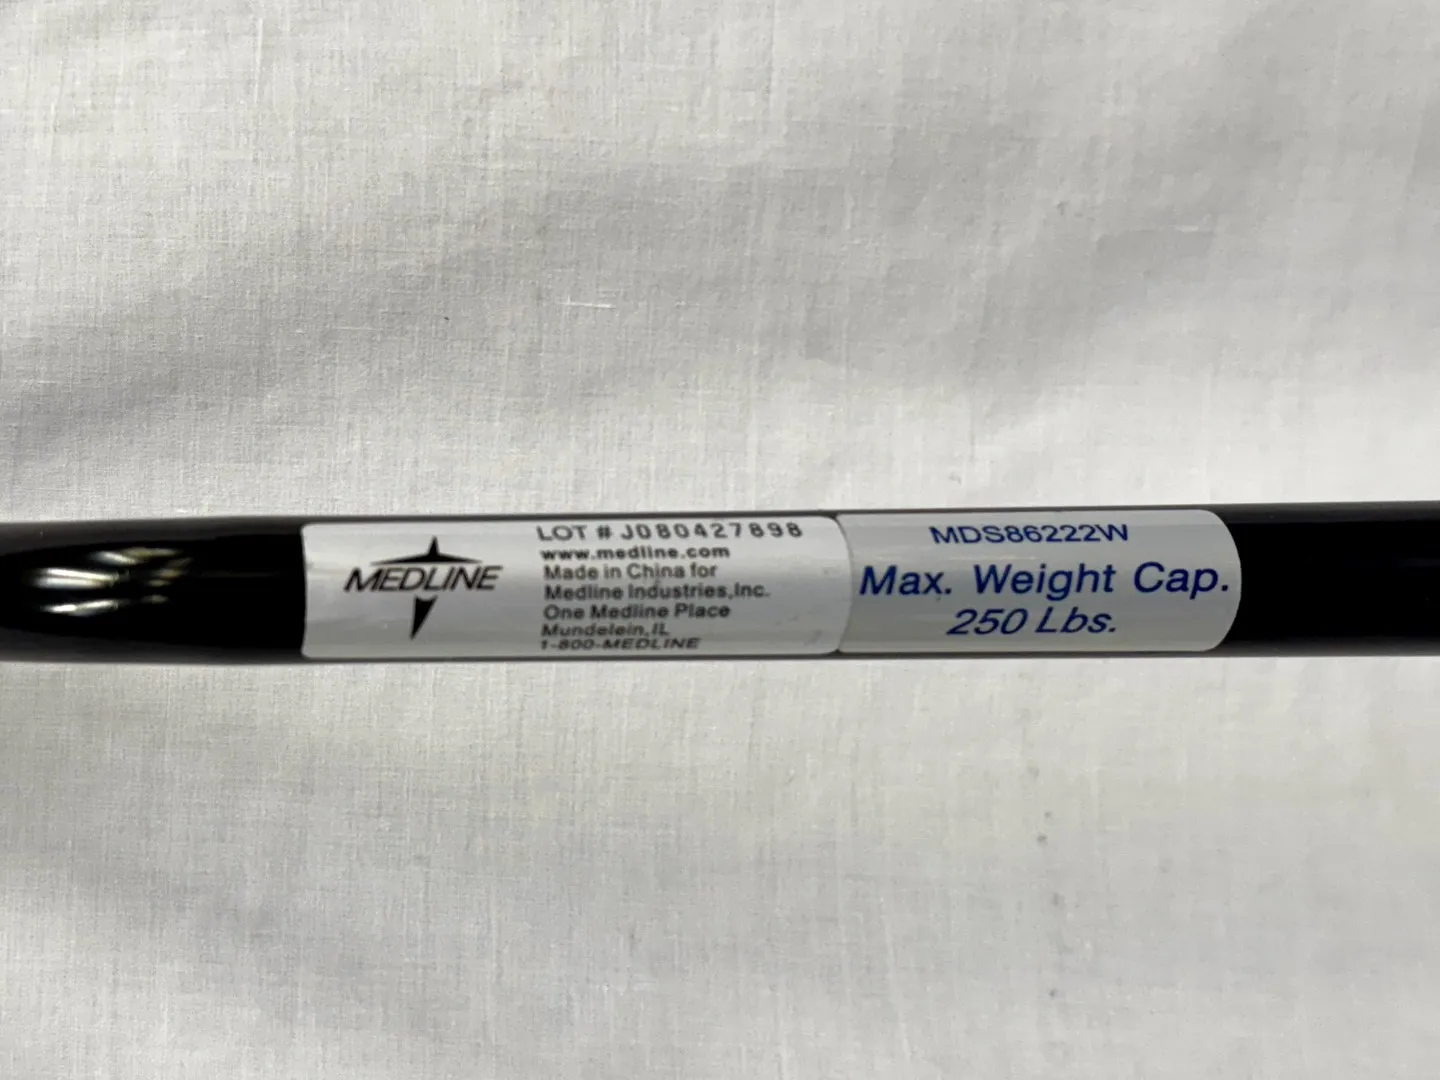 MEDLINE
LOT # J080427898
www.medline.com
Made in China for
Medline Industries,Inc.
One Medline Place
Mundelein,IL
1-800-MEDLINE
MDS86222W
Max. Weight Cap.
250 Lbs.